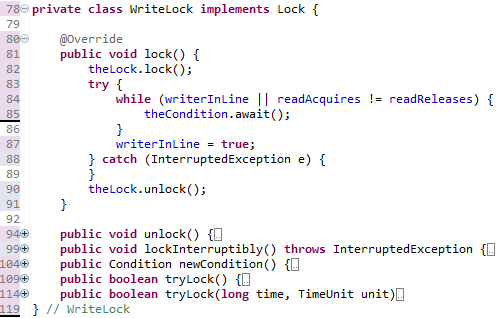 78 private class WriteLock implements Lock {
79
80 @Override
81 public void lock() {
82 theLock.lock();
83 try {
84 while (writerInLine || readAcquires != readReleases) {
85 theCondition.await();
86 }
87 writerInLine = true;
88 } catch (InterruptedException e) {
89 }
90 theLock.unlock();
91 }
92
94 public void unlock() {
99 public void lockInterruptibly() throws InterruptedException {
104 public Condition newCondition() {
109 public boolean tryLock() {
114 public boolean tryLock(long time, TimeUnit unit)
119 } // WriteLock